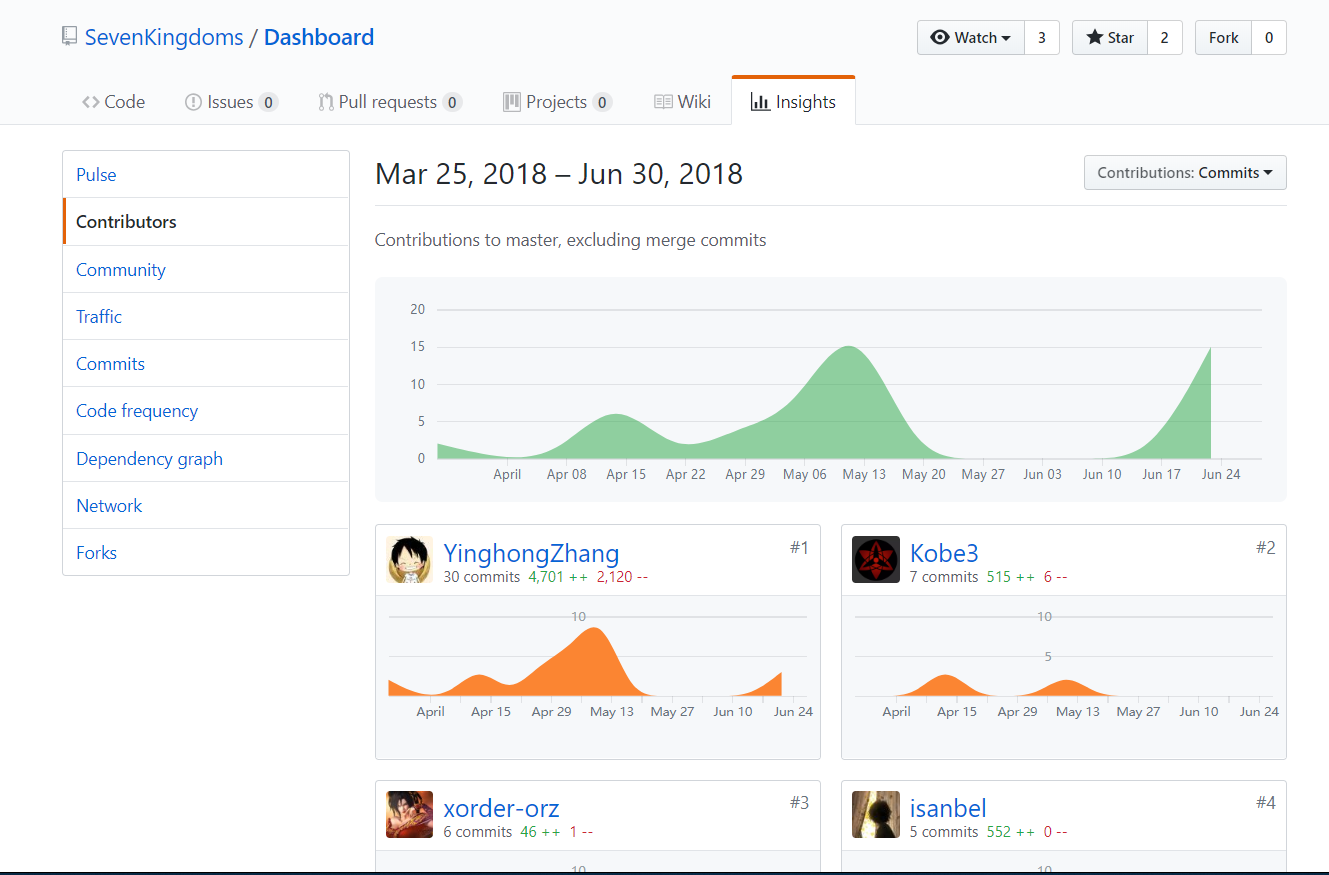 SevenKingdoms / Dashboard
Watch 3 Star 2 Fork 0
Code Issues 0 Pull requests 0 Projects 0 Wiki Insights
Pulse
Contributors
Community
Traffic
Commits
Code frequency
Dependency graph
Network
Forks
Mar 25, 2018 – Jun 30, 2018
Contributions: Commits
Contributions to master, excluding merge commits
20
15
10
5
0
April Apr 08 Apr 15 Apr 22 Apr 29 May 06 May 13 May 20 May 27 Jun 03 Jun 10 Jun 17 Jun 24
YinghongZhang #1
30 commits 4,701 ++ 2,120 --
10
April Apr 15 Apr 29 May 13 May 27 Jun 10 Jun 24
Kobe3 #2
7 commits 515 ++ 6 --
10
5
April Apr 15 Apr 29 May 13 May 27 Jun 10 Jun 24
xorder-orz #3
6 commits 46 ++ 1 --
10
isanbel #4
5 commits 552 ++ 0 --
10